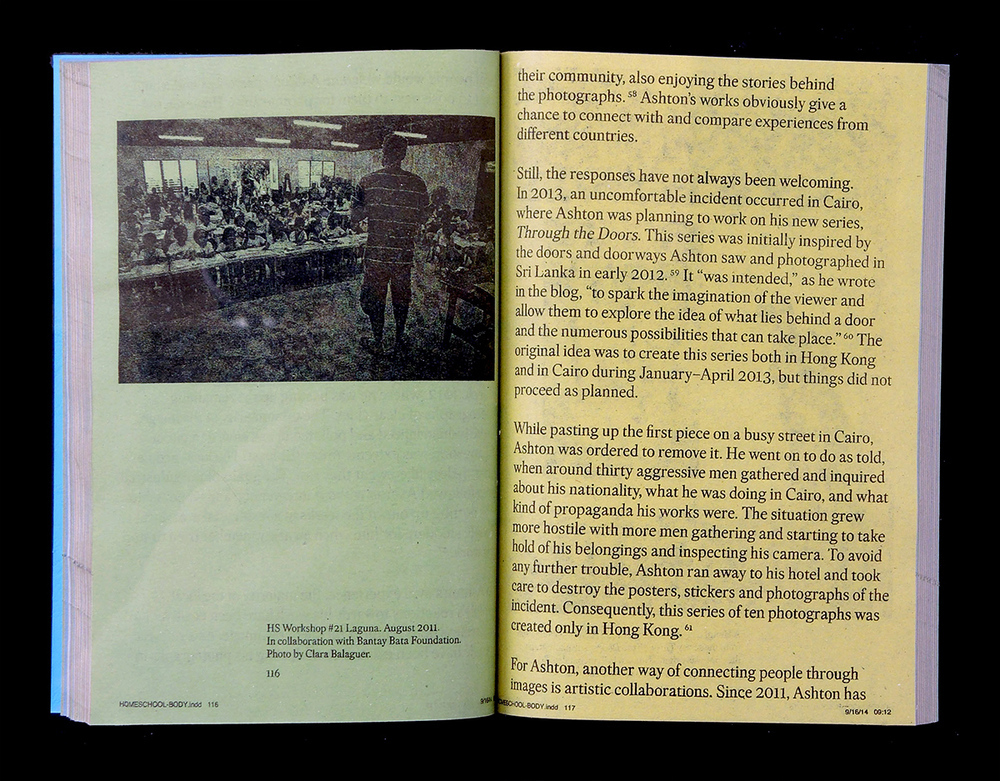 HS Workshop #21 Laguna. August 2011.
In collaboration with Bantay Bata Foundation.
Photo by Clara Balaguer.
116
HOMESCHOOL-BODY.indd 116
their community, also enjoying the stories behind
the photographs. 58 Ashton's works obviously give a
chance to connect with and compare experiences from
different countries.
Still, the responses have not always been welcoming.
In 2013, an uncomfortable incident occurred in Cairo,
where Ashton was planning to work on his new series,
Through the Doors. This series was initially inspired by
the doors and doorways Ashton saw and photographed in
Sri Lanka in early 2012. 59 It “was intended,” as he wrote
in the blog, “to spark the imagination of the viewer and
allow them to explore the idea of what lies behind a door
and the numerous possibilities that can take place.” 60 The
original idea was to create this series both in Hong Kong
and in Cairo during January–April 2013, but things did not
proceed as planned.
While pasting up the first piece on a busy street in Cairo,
Ashton was ordered to remove it. He went on to do as told,
when around thirty aggressive men gathered and inquired
about his nationality, what he was doing in Cairo, and what
kind of propaganda his works were. The situation grew
more hostile with more men gathering and starting to take
hold of his belongings and inspecting his camera. To avoid
any further trouble, Ashton ran away to his hotel and took
care to destroy the posters, stickers and photographs of the
incident. Consequently, this series of ten photographs was
created only in Hong Kong. 61
For Ashton, another way of connecting people through
images is artistic collaborations. Since 2011, Ashton has
OMESCHOOL-BODY.indd 117
9/16/14 09:12